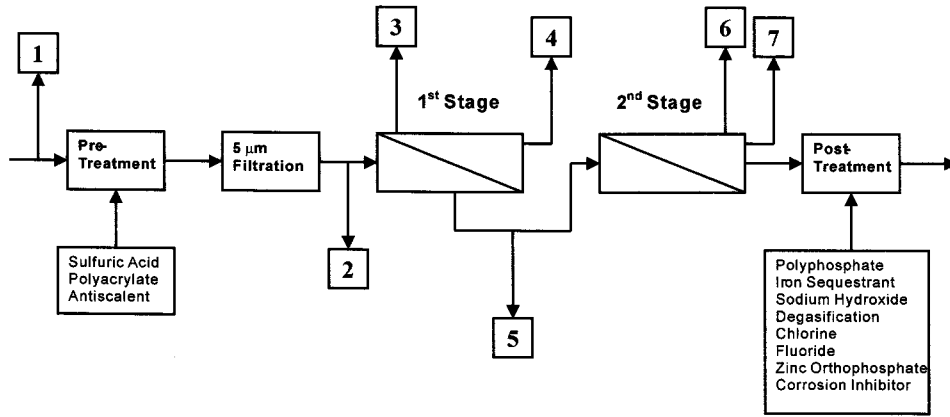 1
3
4
6
7
1st Stage
2nd Stage
Pre-
Treatment
5 µm
Filtration
Post-
Treatment
Sulfuric Acid
Polyacrylate
Antiscalent
2
5
Polyphosphate
Iron Sequestrant
Sodium Hydroxide
Degasification
Chlorine
Fluoride
Zinc Orthophosphate
Corrosion Inhibitor